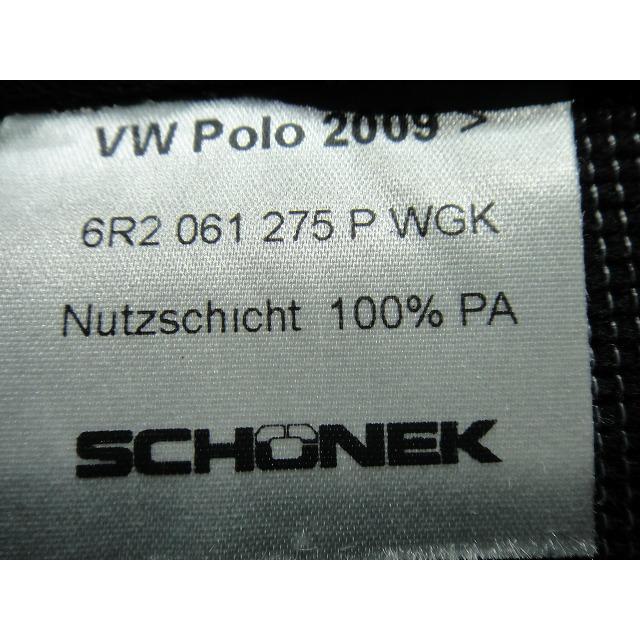 VW Polo 2009 >
6R2 061 275 P WGK
Nutzschicht 100% PA
SCHÖNEK